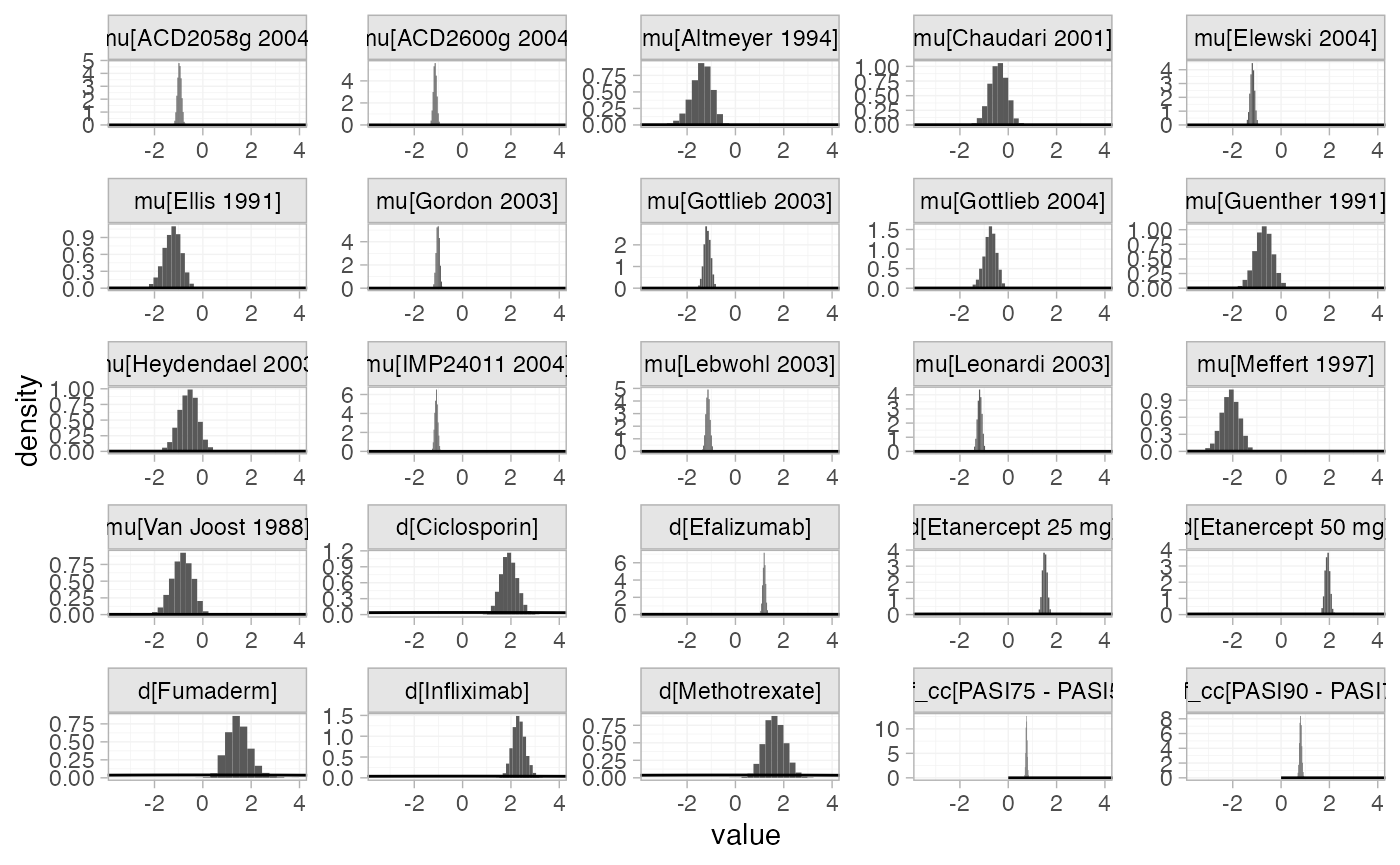 mu[ACD2058g 2004 mu[ACD2600g 2004 mu[Altmeyer 1994] mu[Chaudari 2001] mu[Elewski 2004]
5 4 3 2 1 0 4 2 0 0.75 0.50 0.25 0.00 1.00 0.75 0.50 0.25 0.00 4 3 2 1 0
-2 0 2 4 -2 0 2 4 -2 0 2 4 -2 0 2 4 -2 0 2 4
mu[Ellis 1991] mu[Gordon 2003] mu[Gottlieb 2003] mu[Gottlieb 2004] mu[Guenther 1991]
0.9 0.6 0.3 0.0 4 2 0 2 1 0 1.5 1.0 0.5 0.0 1.00 0.75 0.50 0.25 0.00
-2 0 2 4 -2 0 2 4 -2 0 2 4 -2 0 2 4 -2 0 2 4
mu[Heydendael 2003 mu[IMP24011 2004] mu[Lebwohl 2003] mu[Leonardi 2003] mu[Meffert 1997]
1.00 0.75 0.50 0.25 0.00 6 4 2 0 5 4 3 2 1 0 4 3 2 1 0 0.9 0.6 0.3 0.0
-2 0 2 4 -2 0 2 4 -2 0 2 4 -2 0 2 4 -2 0 2 4
density
mu[Van Joost 1988] d[Ciclosporin] d[Efalizumab] d[Etanercept 25 mg] d[Etanercept 50 mg
0.75 0.50 0.25 0.00 1.2 0.9 0.6 0.3 0.0 6 4 2 0 4 3 2 1 0 4 3 2 1 0
-2 0 2 4 -2 0 2 4 -2 0 2 4 -2 0 2 4 -2 0 2 4
d[Fumaderm] d[Infliximab] d[Methotrexate] f_cc[PASI75 - PASI5 f_cc[PASI90 - PASI7
0.75 0.50 0.25 0.00 1.5 1.0 0.5 0.0 0.75 0.50 0.25 0.00 10 5 0 8 6 4 2 0
-2 0 2 4 -2 0 2 4 -2 0 2 4 -2 0 2 4 -2 0 2 4
value